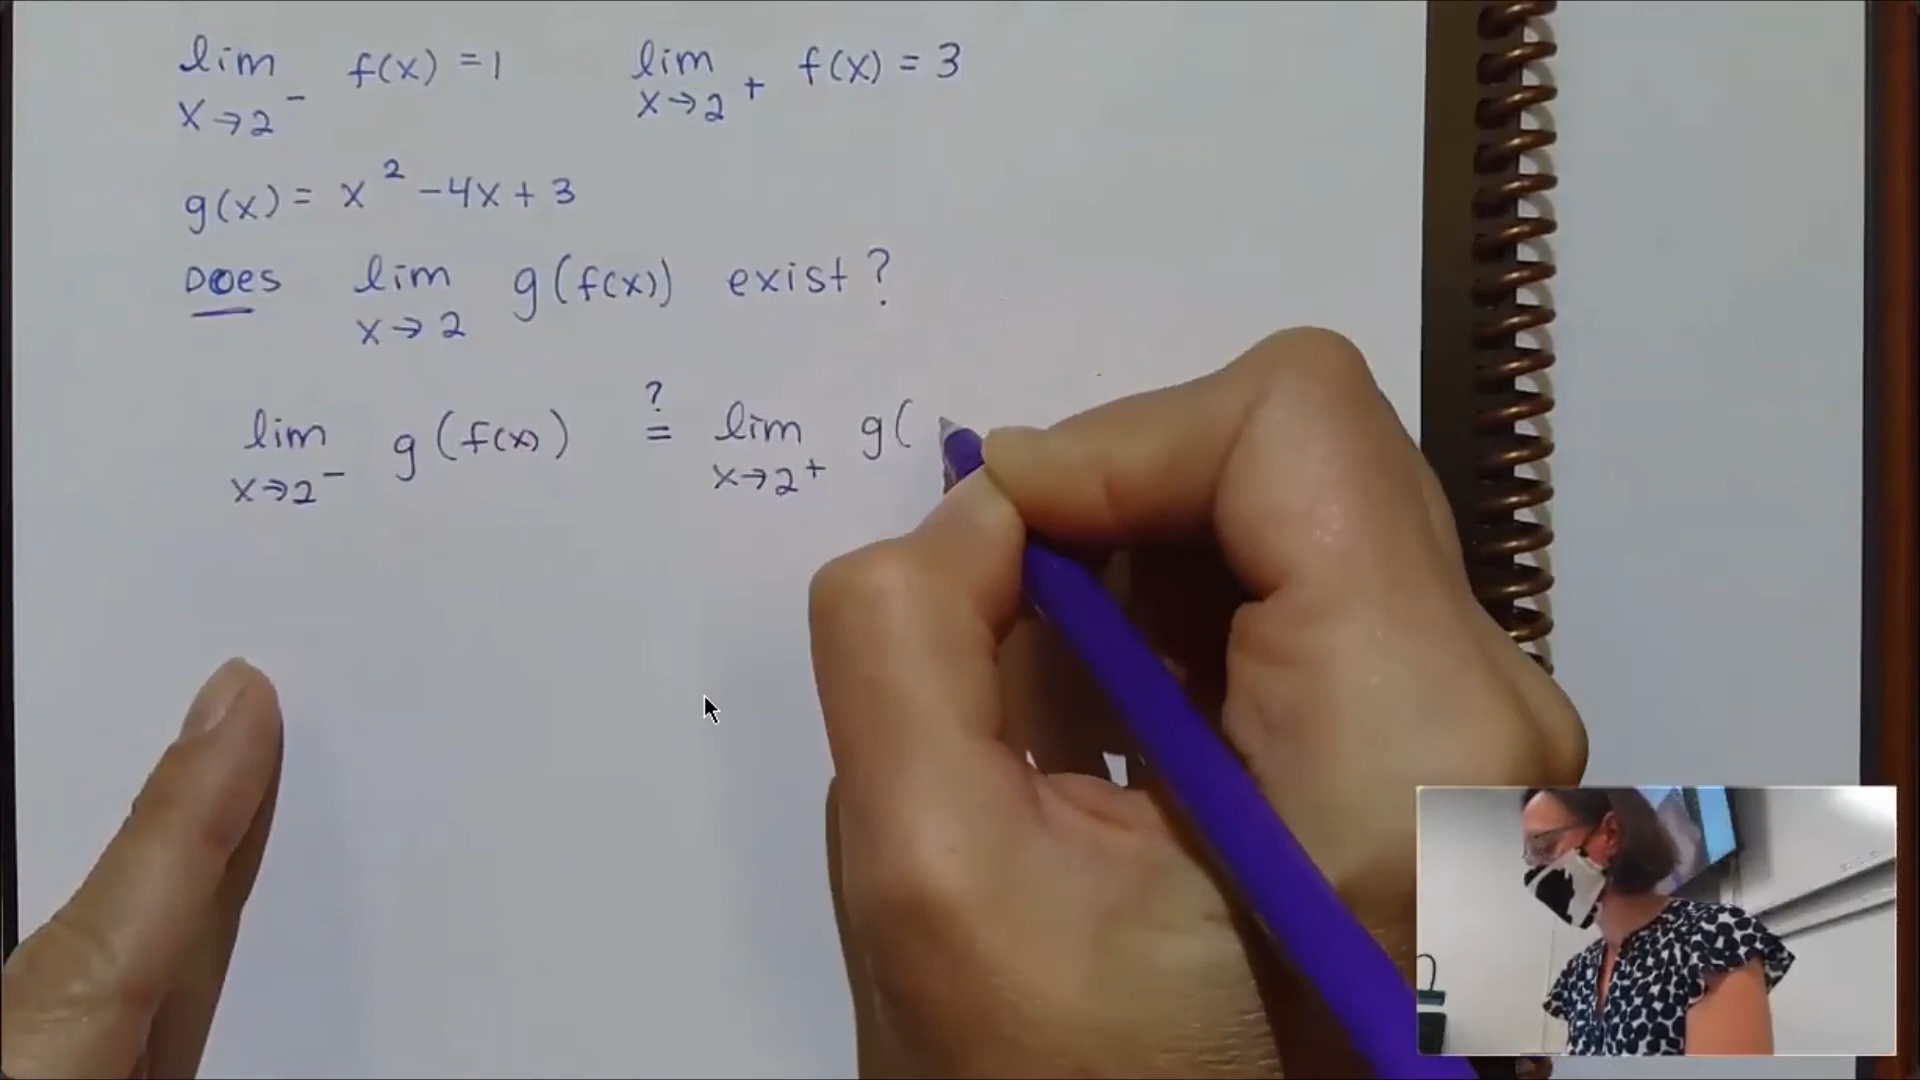 lim f(x) = 1 lim f(x) = 3
x→2⁻ x→2⁺
g(x) = x² - 4x + 3
Does lim g(f(x)) exist?
x→2
?
lim g(f(x)) = lim g(
x→2⁻ x→2⁺